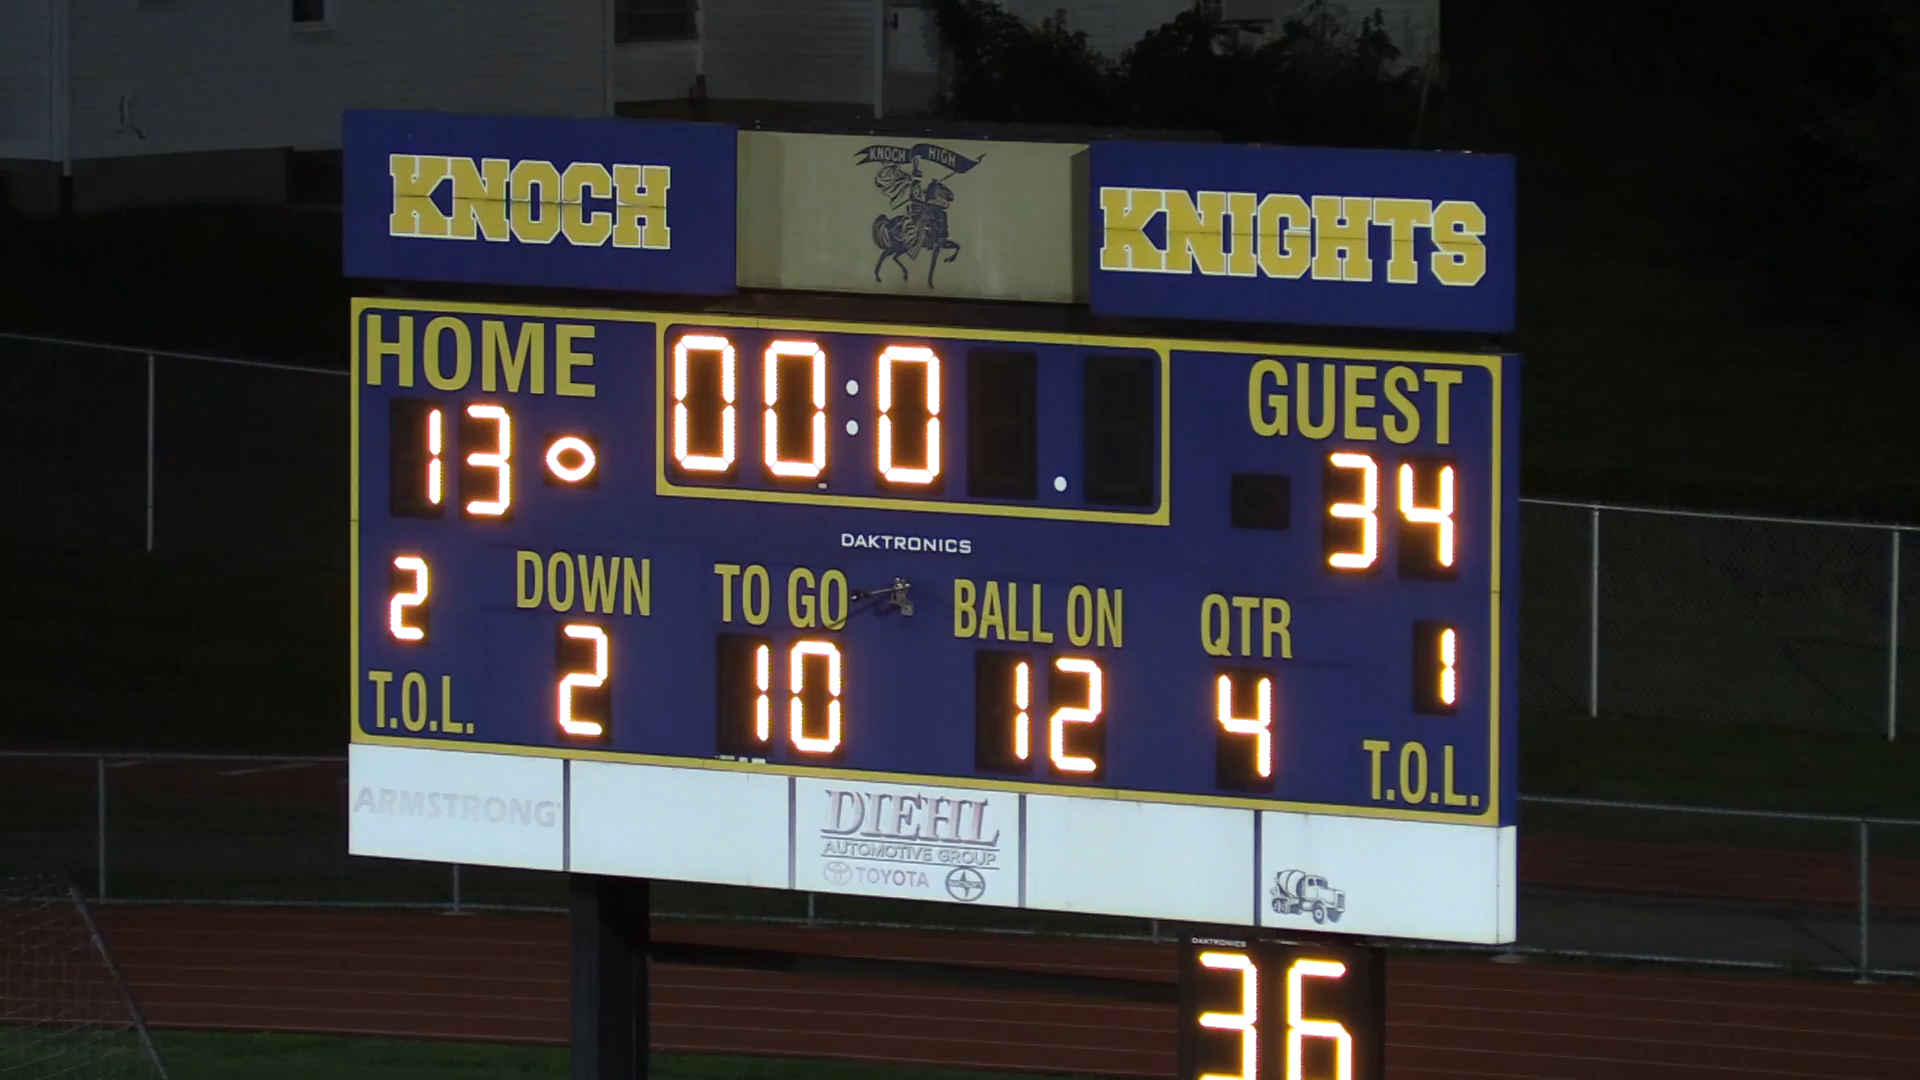 KNOCH HIGH
KNOCH KNIGHTS
HOME 00:0 . GUEST
13 34
DAKTRONICS
2 DOWN TO GO BALL ON QTR 1
2 10 12 4
T.O.L. T.O.L.
ARMSTRONG
DIEHL
AUTOMOTIVE GROUP
TOYOTA
DAKTRONICS
36